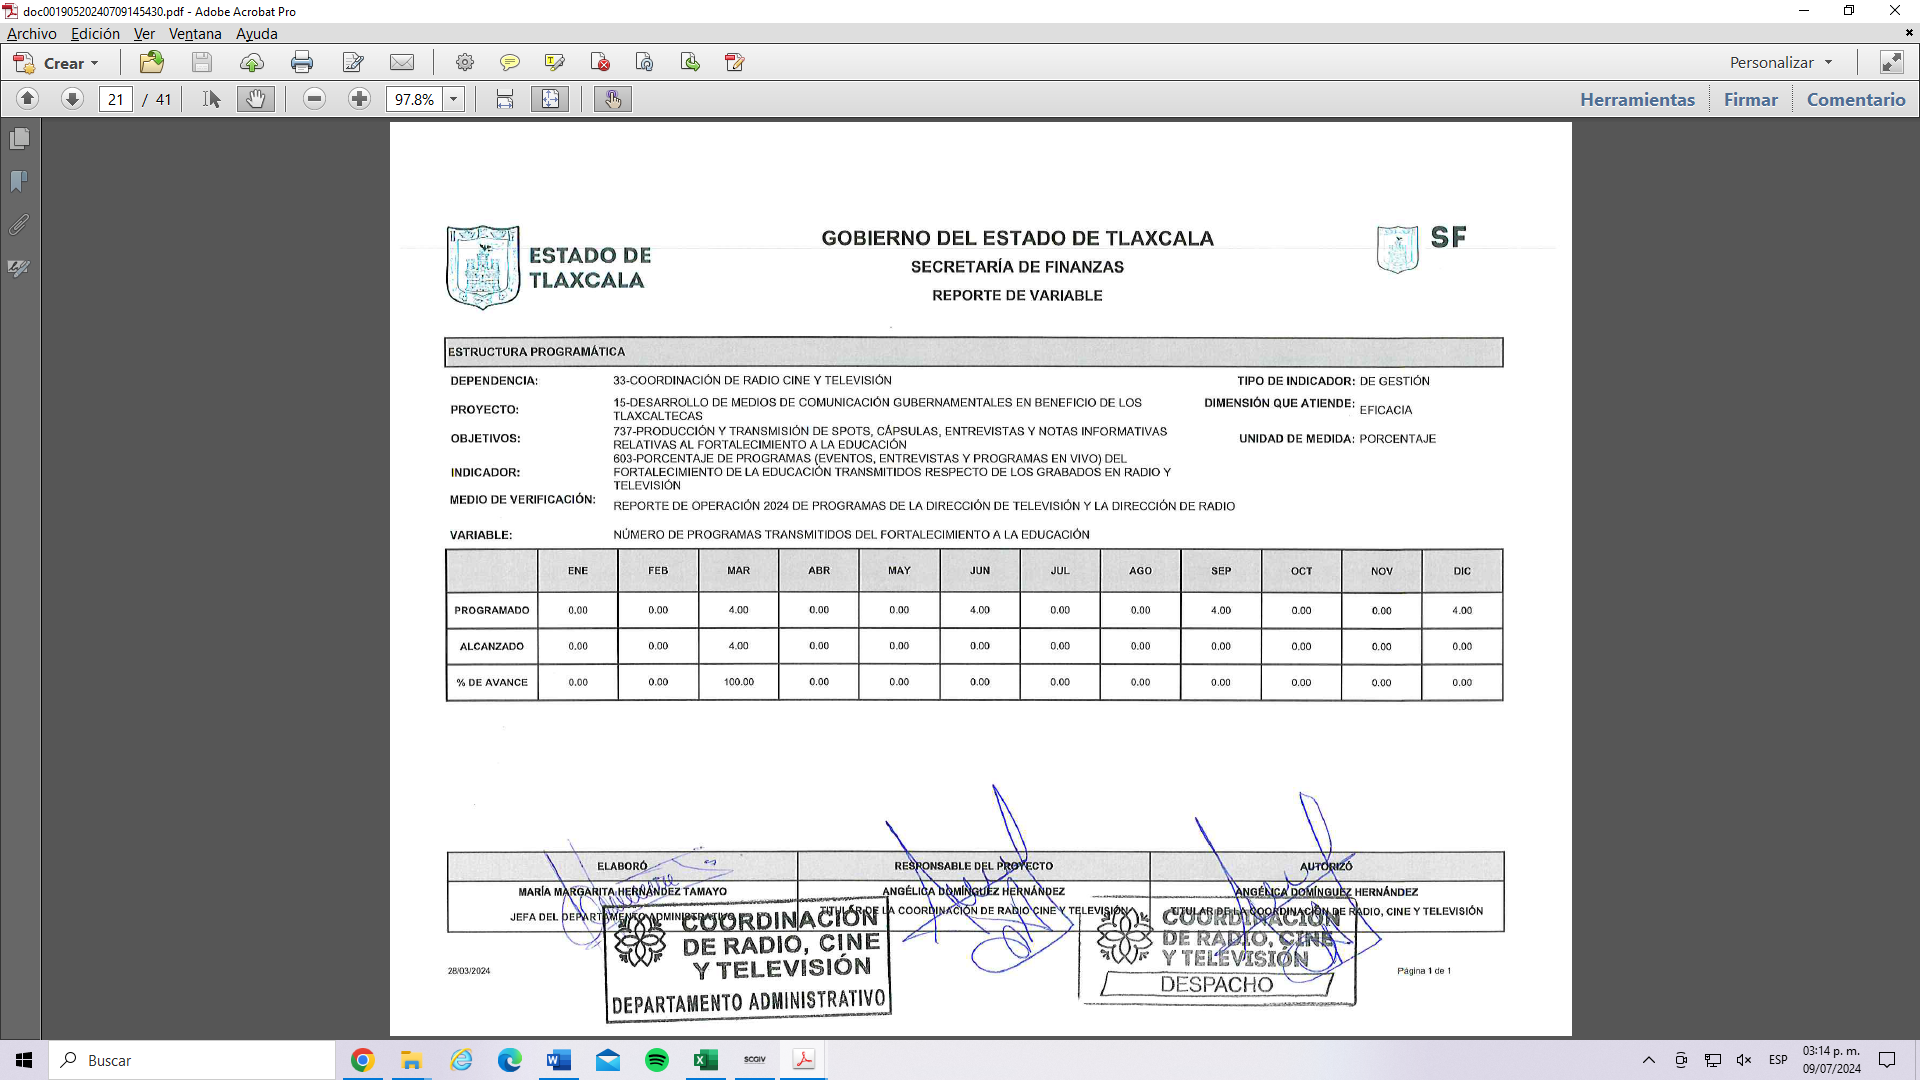 doc00190520240709145430.pdf - Adobe Acrobat Pro
Archivo Edición Ver Ventana Ayuda
Crear
Personalizar
21 / 41
97.8%
Herramientas Firmar Comentario
ESTADO DE
TLAXCALA
GOBIERNO DEL ESTADO DE TLAXCALA
SECRETARÍA DE FINANZAS
REPORTE DE VARIABLE
SF
ESTRUCTURA PROGRAMÁTICA
DEPENDENCIA: 33-COORDINACIÓN DE RADIO CINE Y TELEVISIÓN TIPO DE INDICADOR: DE GESTIÓN
PROYECTO: 15-DESARROLLO DE MEDIOS DE COMUNICACIÓN GUBERNAMENTALES EN BENEFICIO DE LOS
TLAXCALTECAS
DIMENSIÓN QUE ATIENDE: EFICACIA
OBJETIVOS: 737-PRODUCCIÓN Y TRANSMISIÓN DE SPOTS, CÁPSULAS, ENTREVISTAS Y NOTAS INFORMATIVAS
RELATIVAS AL FORTALECIMIENTO A LA EDUCACIÓN
UNIDAD DE MEDIDA: PORCENTAJE
INDICADOR: 603-PORCENTAJE DE PROGRAMAS (EVENTOS, ENTREVISTAS Y PROGRAMAS EN VIVO) DEL
FORTALECIMIENTO DE LA EDUCACIÓN TRANSMITIDOS RESPECTO DE LOS GRABADOS EN RADIO Y
TELEVISIÓN
MEDIO DE VERIFICACIÓN: REPORTE DE OPERACIÓN 2024 DE PROGRAMAS DE LA DIRECCIÓN DE TELEVISIÓN Y LA DIRECCIÓN DE RADIO
VARIABLE: NÚMERO DE PROGRAMAS TRANSMITIDOS DEL FORTALECIMIENTO A LA EDUCACIÓN
ENE FEB MAR ABR MAY JUN JUL AGO SEP OCT NOV DIC
PROGRAMADO 0.00 0.00 4.00 0.00 0.00 4.00 0.00 0.00 4.00 0.00 0.00 4.00
ALCANZADO 0.00 0.00 4.00 0.00 0.00 0.00 0.00 0.00 0.00 0.00 0.00 0.00
% DE AVANCE 0.00 0.00 100.00 0.00 0.00 0.00 0.00 0.00 0.00 0.00 0.00 0.00
ELABORÓ RESPONSABLE DEL PROYECTO AUTORIZÓ
MARÍA MARGARITA HERNÁNDEZ TAMAYO ANGÉLICA DOMÍNGUEZ HERNÁNDEZ ANGÉLICA DOMÍNGUEZ HERNÁNDEZ
JEFA DEL DEPARTAMENTO ADMINISTRATIVO TITULAR DE LA COORDINACIÓN DE RADIO CINE Y TELEVISIÓN TITULAR DE LA COORDINACIÓN DE RADIO, CINE Y TELEVISIÓN
COORDINACIÓN
DE RADIO, CINE
Y TELEVISIÓN
DEPARTAMENTO ADMINISTRATIVO
COORDINACIÓN
DE RADIO, CINE
Y TELEVISIÓN
DESPACHO
28/03/2024
Página 1 de 1
Buscar
SCGIV
ESP
03:14 p. m.
09/07/2024